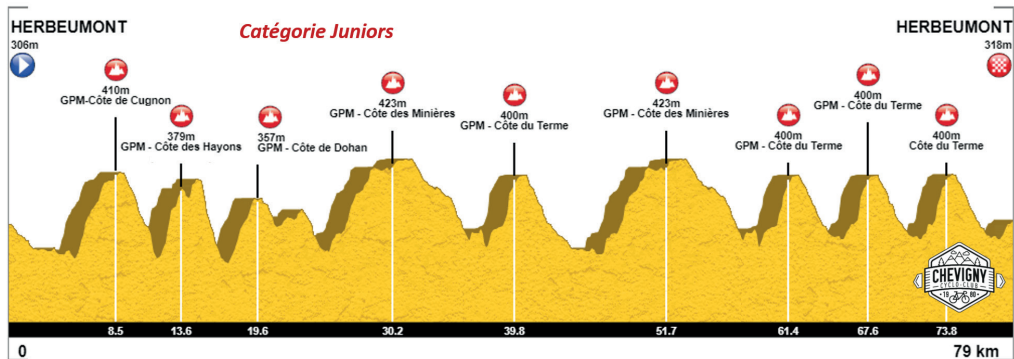 HERBEUMONT
306m
Catégorie Juniors
HERBEUMONT
318m
410m
GPM-Côte de Cugnon
379m
GPM - Côte des Hayons
357m
GPM - Côte de Dohan
423m
GPM - Côte des Minières
400m
GPM - Côte du Terme
423m
GPM - Côte des Minières
400m
GPM - Côte du Terme
400m
GPM - Côte du Terme
400m
Côte du Terme
CHEVIGNY
CYCLO CLUB
19 80
8.5 13.6 19.6 30.2 39.8 51.7 61.4 67.6 73.8
0 79 km